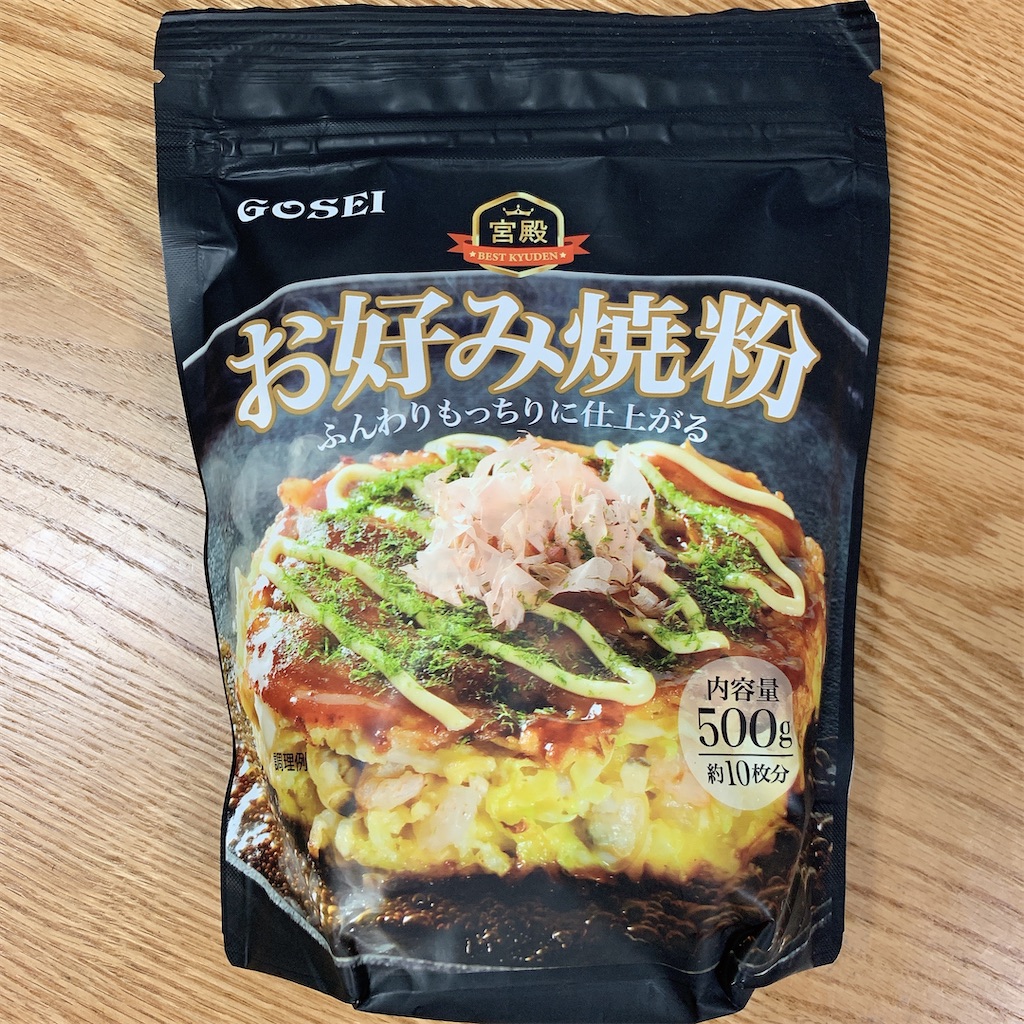 GOSEI
宮殿
BEST KYUDEN
お好み焼粉
ふんわりもっちりに仕上がる
内容量
500g
約10枚分
調理例